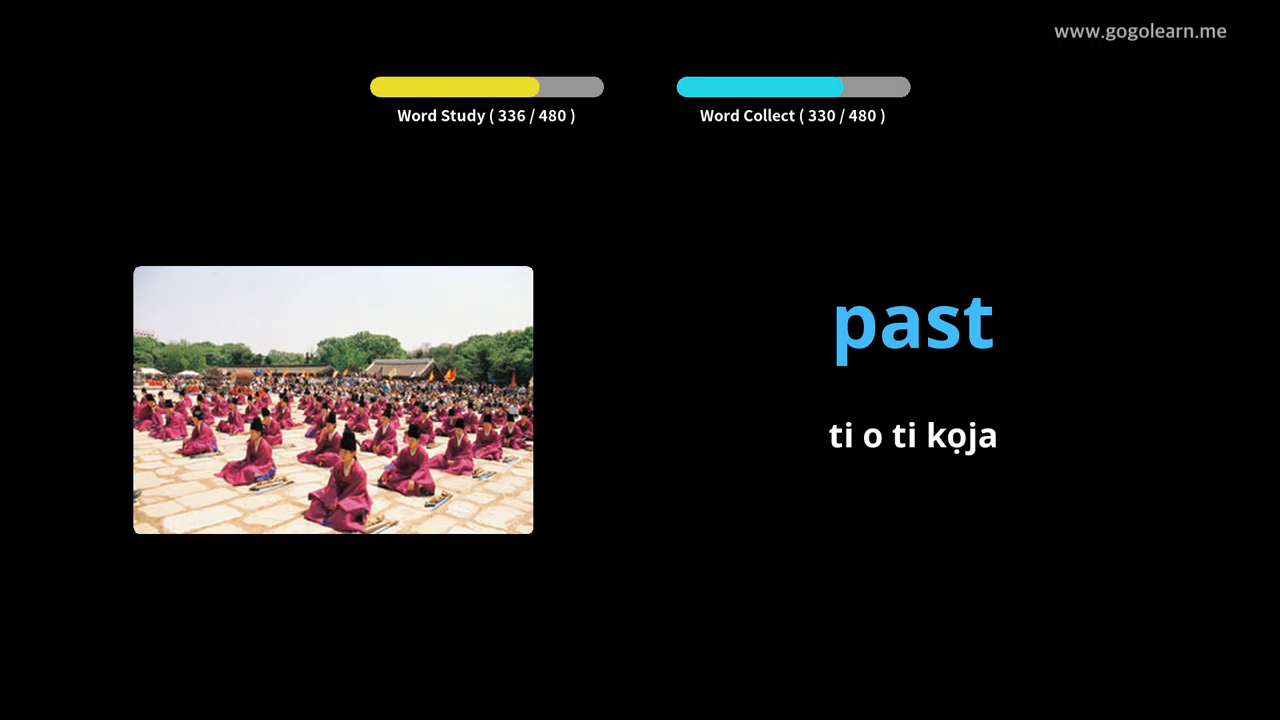 www.gogolearn.me
Word Study ( 336 / 480 )
Word Collect ( 330 / 480 )
past
ti o ti kọja